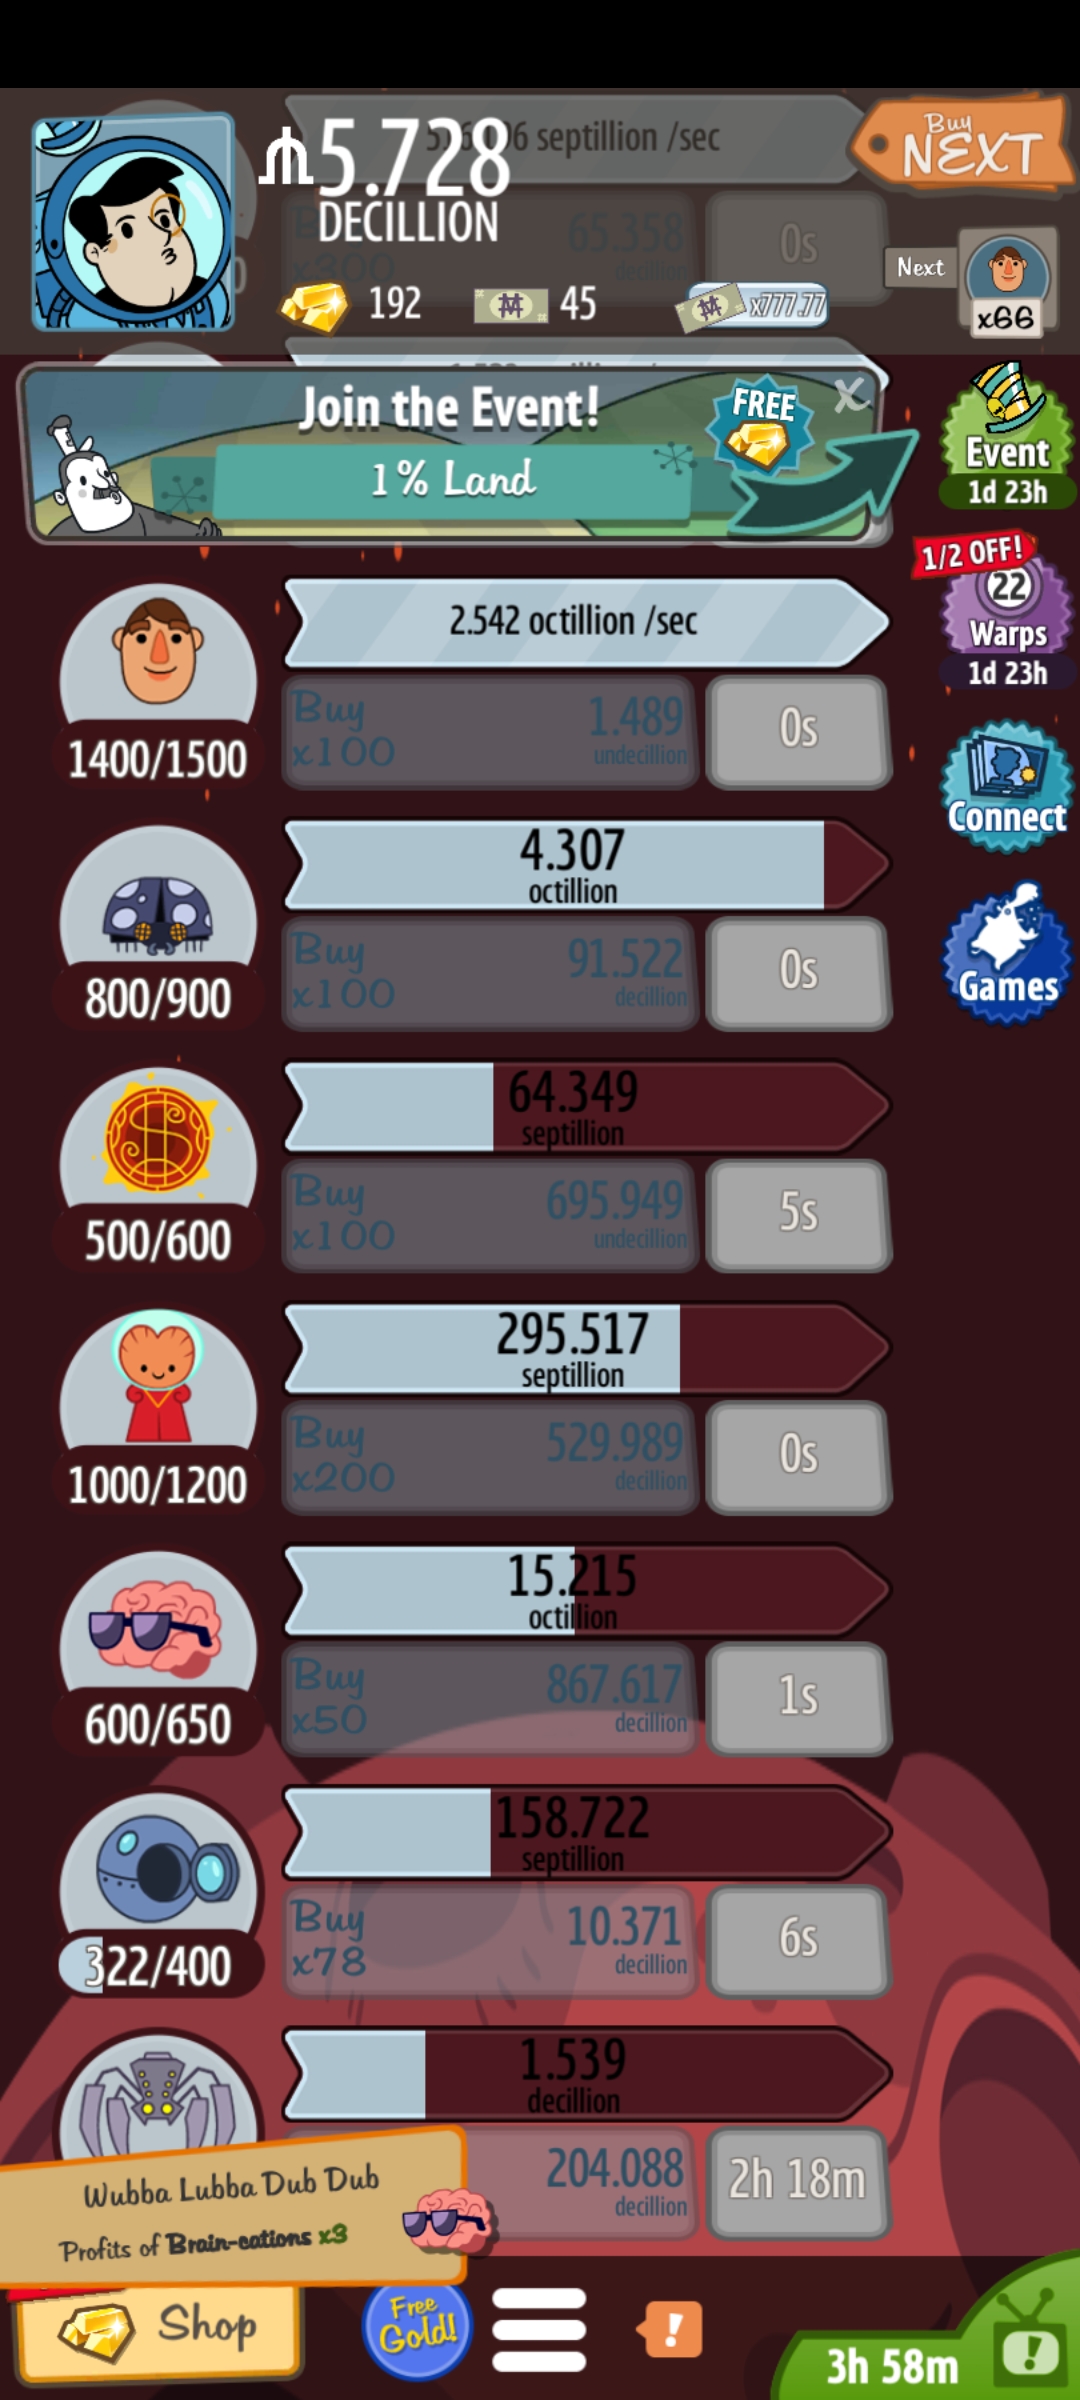 5.728
septillion /sec
Buy
NEXT
DECILLION
65.358
decillion
x300
0s
192
45
x777.77
Next
x66
Join the Event!
1% Land
FREE
x
Event
1d 23h
1/2 OFF!
22
Warps
1d 23h
Connect
Games
2.542 octillion /sec
Buy
x100
1.489
undecillion
0s
1400/1500
4.307
octillion
Buy
x100
91.522
decillion
0s
800/900
64.349
septillion
Buy
x100
695.949
undecillion
5s
500/600
295.517
septillion
Buy
x200
529.989
decillion
0s
1000/1200
15.215
octillion
Buy
x50
867.617
decillion
1s
600/650
158.722
septillion
Buy
x78
10.371
decillion
6s
322/400
1.539
decillion
204.088
decillion
2h 18m
Wubba Lubba Dub Dub
Profits of Brain-cations x3
Shop
Free
Gold!
!
3h 58m
!